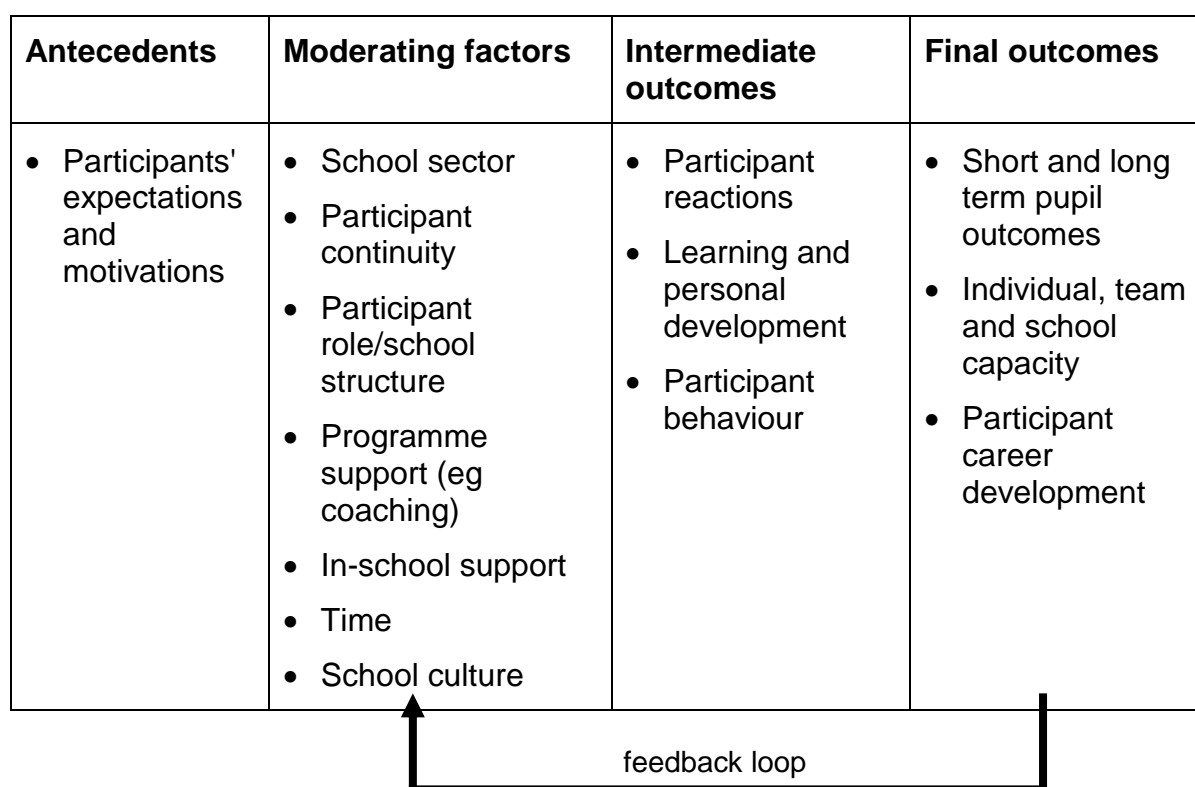 Antecedents
Moderating factors
Intermediate
outcomes
Final outcomes
• Participants'
expectations
and
motivations
• School sector
• Participant
continuity
• Participant
role/school
structure
• Programme
support (eg
coaching)
• In-school support
• Time
• School culture
• Participant
reactions
• Learning and
personal
development
• Participant
behaviour
• Short and long
term pupil
outcomes
• Individual, team
and school
capacity
• Participant
career
development
feedback loop